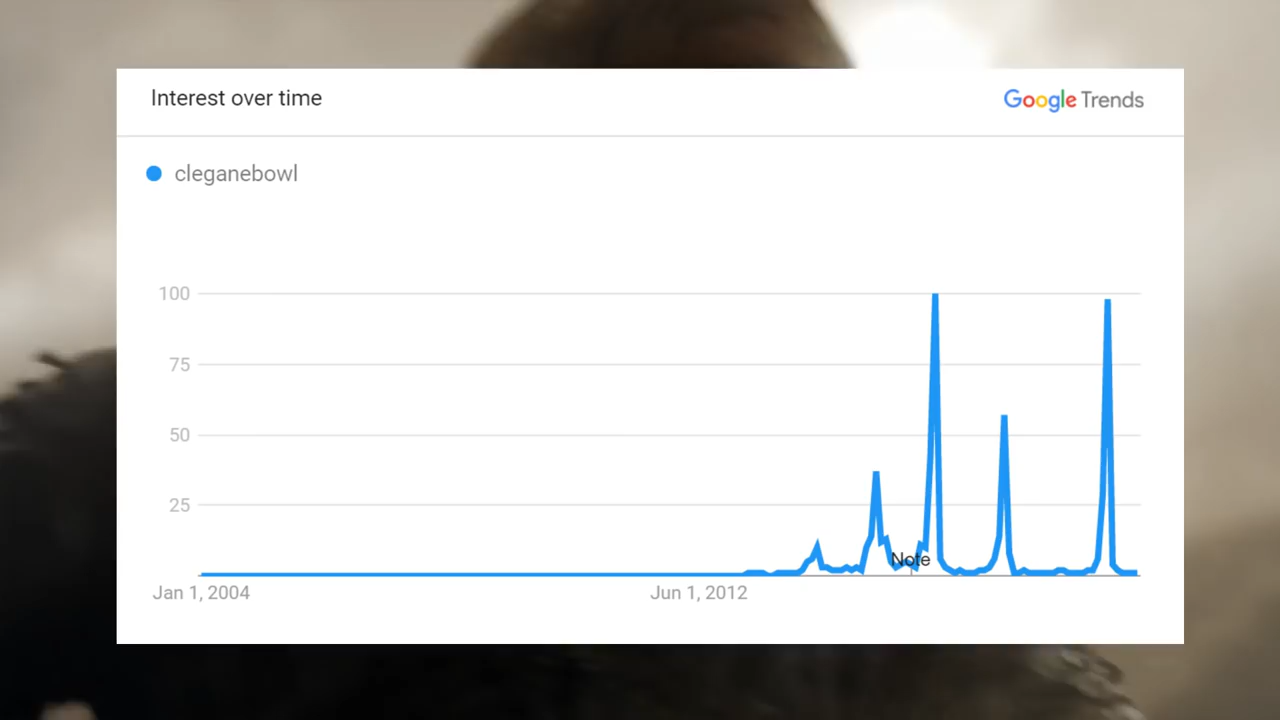 Interest over time
Google Trends
cleganebowl
100
75
50
25
Note
Jan 1, 2004
Jun 1, 2012